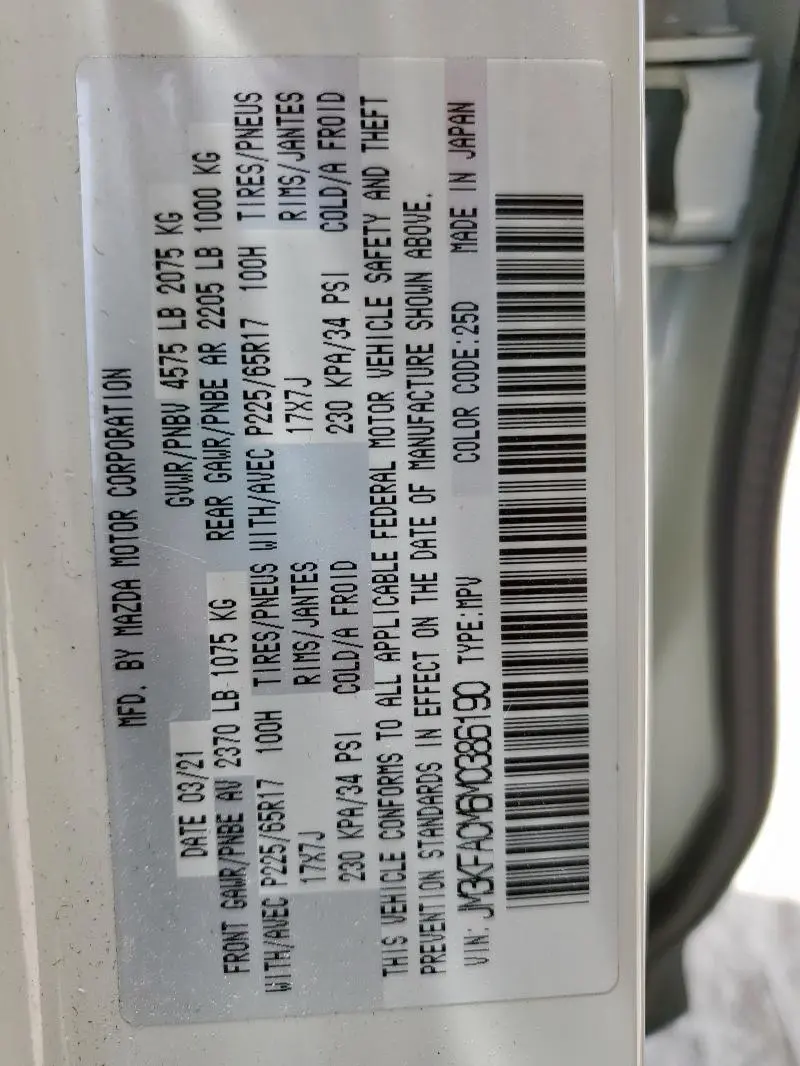 MFD. BY MAZDA MOTOR CORPORATION
DATE 03/21 GVWR/PNBV 4575 LB 2075 KG
FRONT GAWR/PNBE AV 2370 LB 1075 KG REAR GAWR/PNBE AR 2205 LB 1000 KG
WITH/AVEC P225/65R17 100H TIRES/PNEUS WITH/AVEC P225/65R17 100H TIRES/PNEUS
17X7J RIMS/JANTES 17X7J RIMS/JANTES
230 KPA/34 PSI COLD/A FROID 230 KPA/34 PSI COLD/A FROID
THIS VEHICLE CONFORMS TO ALL APPLICABLE FEDERAL MOTOR VEHICLE SAFETY AND THEFT
PREVENTION STANDARDS IN EFFECT ON THE DATE OF MANUFACTURE SHOWN ABOVE.
VIN: JM3KFACM6M0386190 TYPE:MPV COLOR CODE:25D MADE IN JAPAN